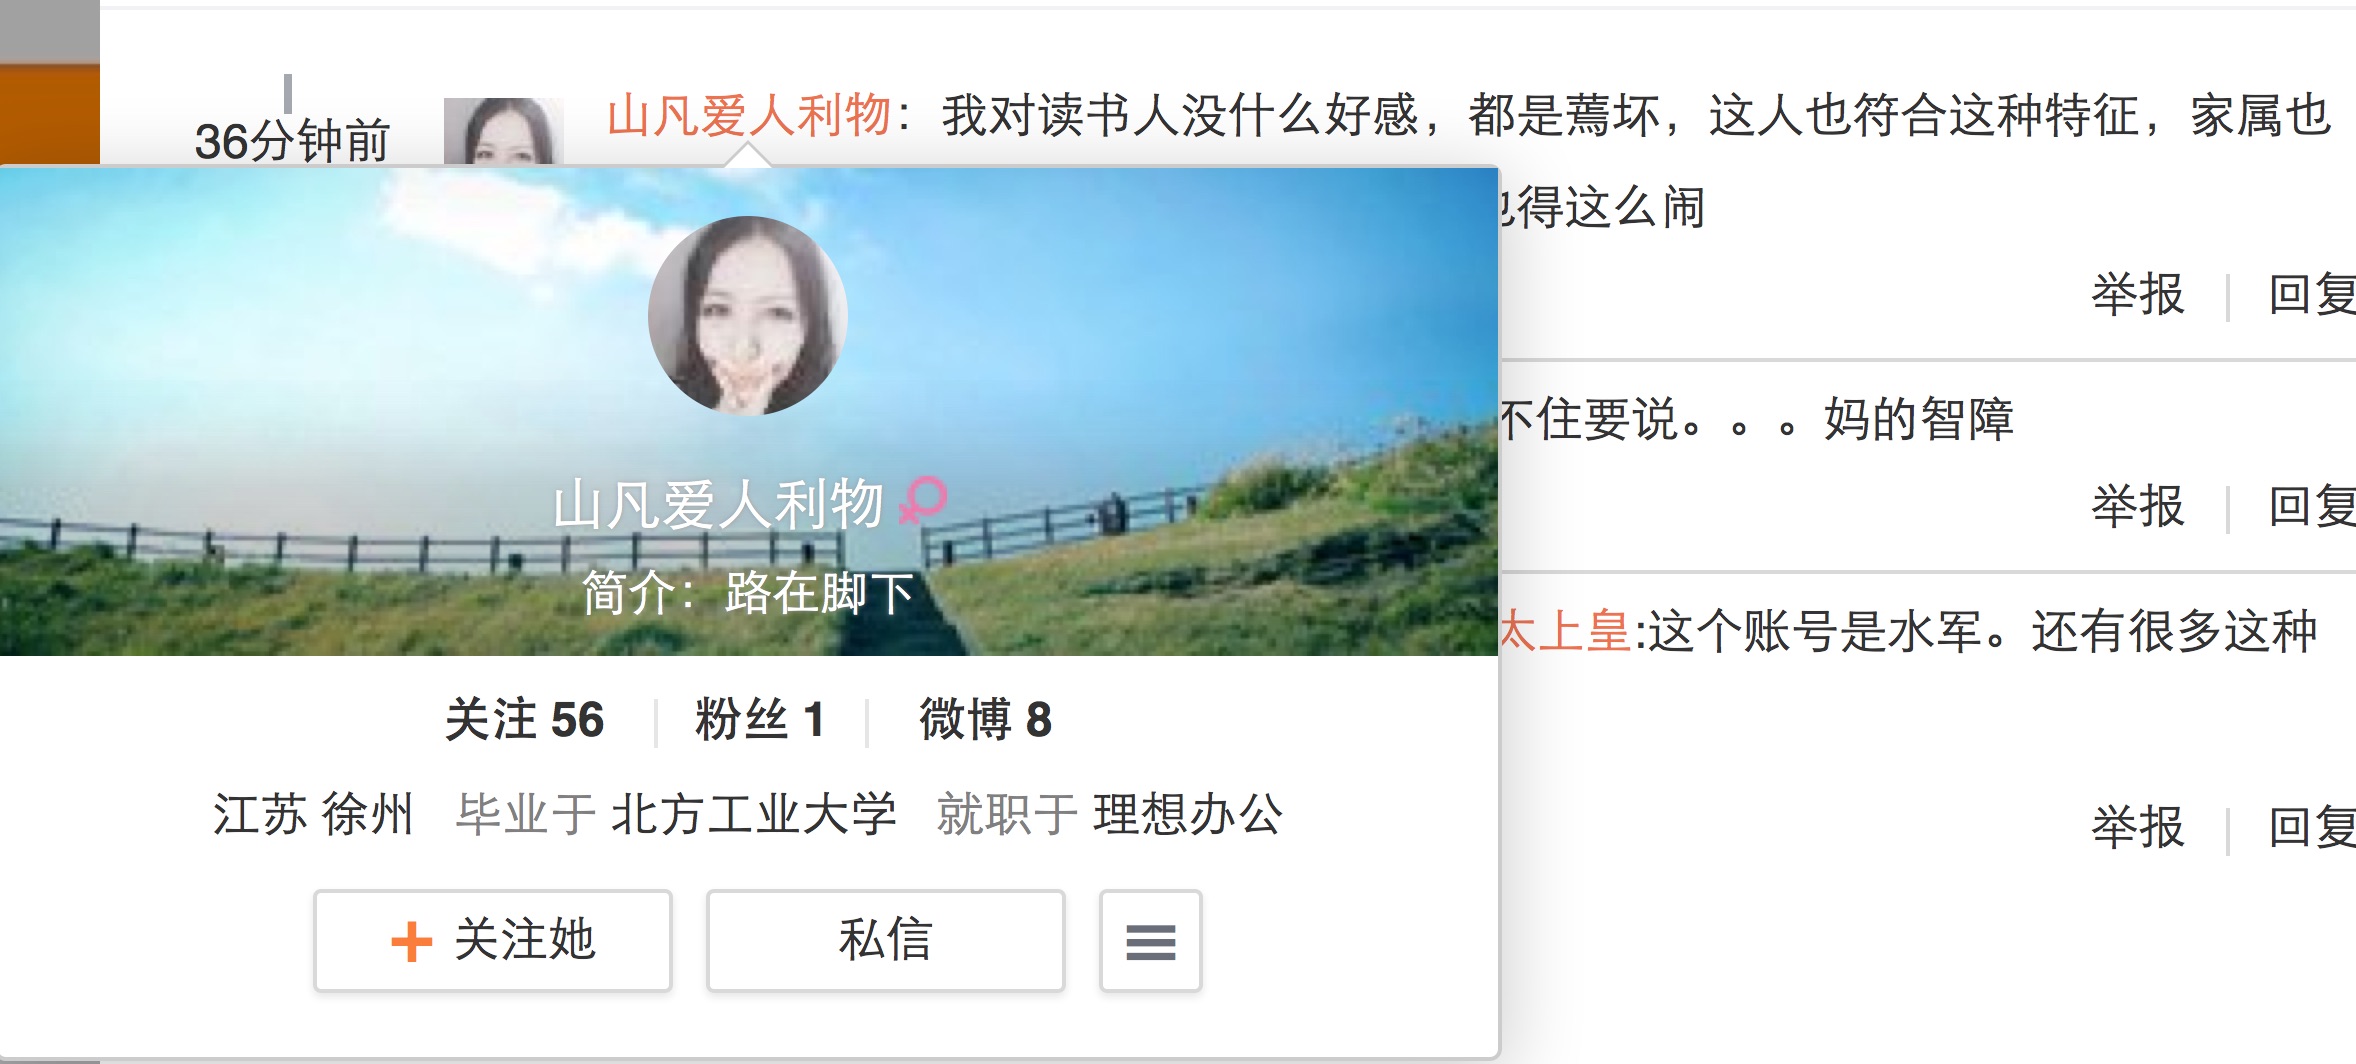 36分钟前
山凡爱人利物：我对读书人没什么好感，都是蔫坏，这人也符合这种特征，家属也
得这么闹
举报 | 回复
不住要说。。。妈的智障
举报 | 回复
太上皇:这个账号是水军。还有很多这种
举报 | 回复
山凡爱人利物
简介：路在脚下
关注 56 | 粉丝 1 | 微博 8
江苏 徐州 毕业于 北方工业大学 就职于 理想办公
+ 关注她
私信